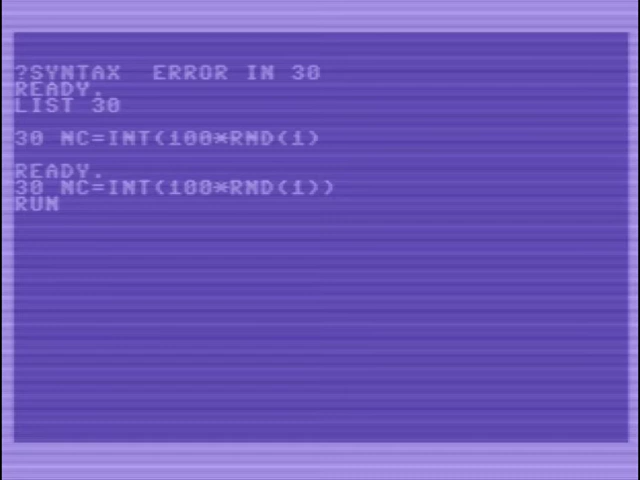 ?SYNTAX  ERROR IN 30
READY.
LIST 30
30 NC=INT(100*RND(1)
READY.
30 NC=INT(100*RND(1))
RUN